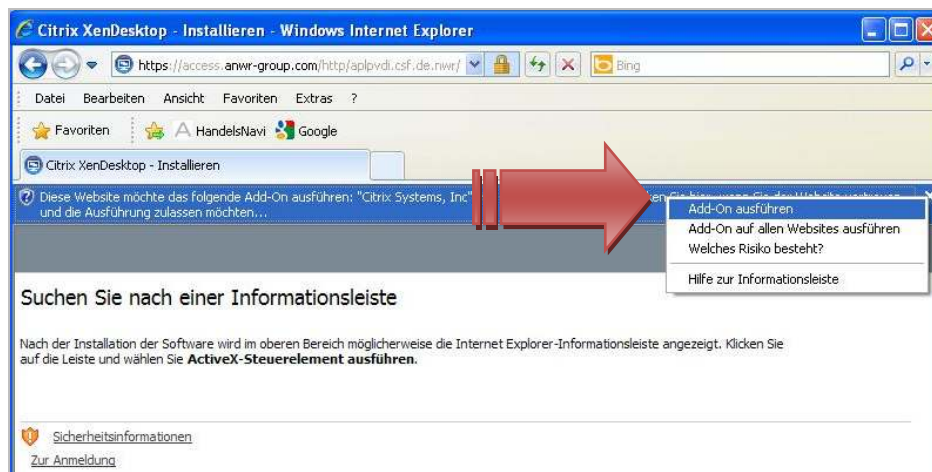 Citrix XenDesktop - Installieren - Windows Internet Explorer
https://access.anwr-group.com/http/aplpvdi.csf.de.nwr/
Bing
Datei Bearbeiten Ansicht Favoriten Extras ?
Favoriten HandelsNavi Google
Citrix XenDesktop - Installieren
Diese Website möchte das folgende Add-On ausführen: "Citrix Systems, Inc"
und die Ausführung zulassen möchten...
Add-On ausführen
Add-On auf allen Websites ausführen
Welches Risiko besteht?
Hilfe zur Informationsleiste
Suchen Sie nach einer Informationsleiste
Nach der Installation der Software wird im oberen Bereich möglicherweise die Internet Explorer-Informationsleiste angezeigt. Klicken Sie
auf die Leiste und wählen Sie ActiveX-Steuerelement ausführen.
Sicherheitsinformationen
Zur Anmeldung